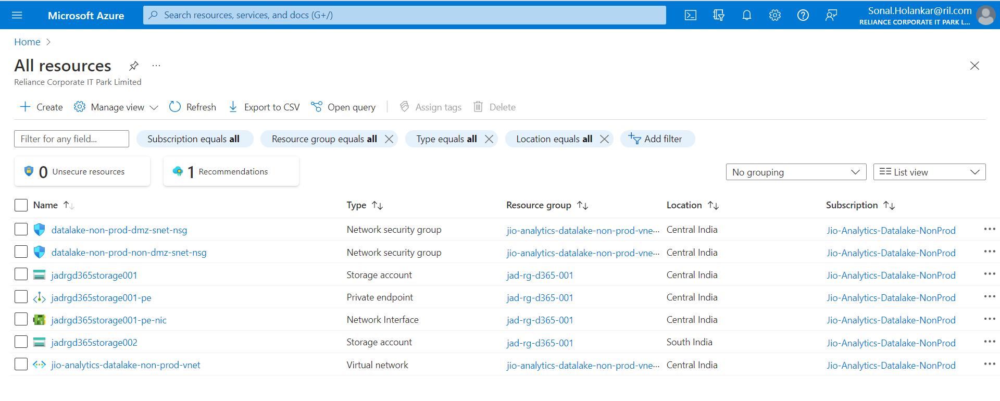 Microsoft Azure
Search resources, services, and docs (G+/)
Sonal.Holankar@ril.com
RELIANCE CORPORATE IT PARK L...
Home
All resources
Reliance Corporate IT Park Limited
Create Manage view Refresh Export to CSV Open query Assign tags Delete
Filter for any field... Subscription equals all Resource group equals all Type equals all Location equals all Add filter
0 Unsecure resources 1 Recommendations No grouping List view
Name Type Resource group Location Subscription
datalake-non-prod-dmz-snet-nsg Network security group jio-analytics-datalake-non-prod-vne... Central India Jio-Analytics-Datalake-NonProd
datalake-non-prod-non-dmz-snet-nsg Network security group jio-analytics-datalake-non-prod-vne... Central India Jio-Analytics-Datalake-NonProd
jadrgd365storage001 Storage account jad-rg-d365-001 Central India Jio-Analytics-Datalake-NonProd
jadrgd365storage001-pe Private endpoint jad-rg-d365-001 Central India Jio-Analytics-Datalake-NonProd
jadrgd365storage001-pe-nic Network Interface jad-rg-d365-001 Central India Jio-Analytics-Datalake-NonProd
jadrgd365storage002 Storage account jad-rg-d365-001 South India Jio-Analytics-Datalake-NonProd
jio-analytics-datalake-non-prod-vnet Virtual network jio-analytics-datalake-non-prod-vne... Central India Jio-Analytics-Datalake-NonProd